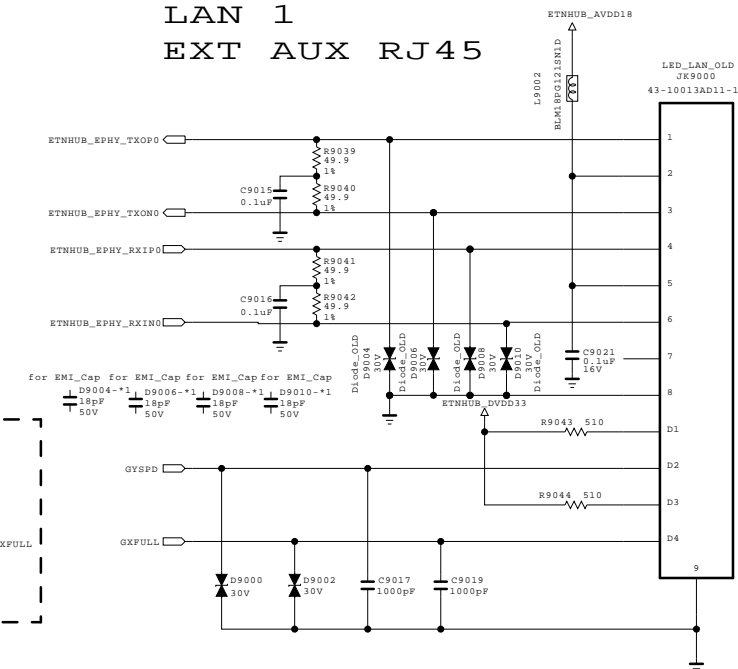 LAN 1
EXT AUX RJ45
ETNHUB_AVDD18
L9002
BLM18PG121SN1D
LED_LAN_OLD
JK9000
43-10013AD11-1
ETNHUB_EPHY_TXOP0
R9039
49.9
1%
C9015
0.1uF
R9040
49.9
1%
ETNHUB_EPHY_TXON0
ETNHUB_EPHY_RXIP0
R9041
49.9
1%
C9016
0.1uF
R9042
49.9
1%
ETNHUB_EPHY_RXIN0
1
2
3
4
5
6
7
8
D1
D2
D3
D4
9
Diode_OLD
D9004
30V
Diode_OLD
D9006
30V
Diode_OLD
D9008
30V
Diode_OLD
D9010
30V
C9021
0.1uF
16V
for EMI_Cap
D9004-*1
18pF
50V
for EMI_Cap
D9006-*1
18pF
50V
for EMI_Cap
D9008-*1
18pF
50V
for EMI_Cap
D9010-*1
18pF
50V
ETNHUB_DVDD33
R9043 510
R9044 510
GYSPD
GXFULL
XFULL
D9000
30V
D9002
30V
C9017
1000pF
C9019
1000pF